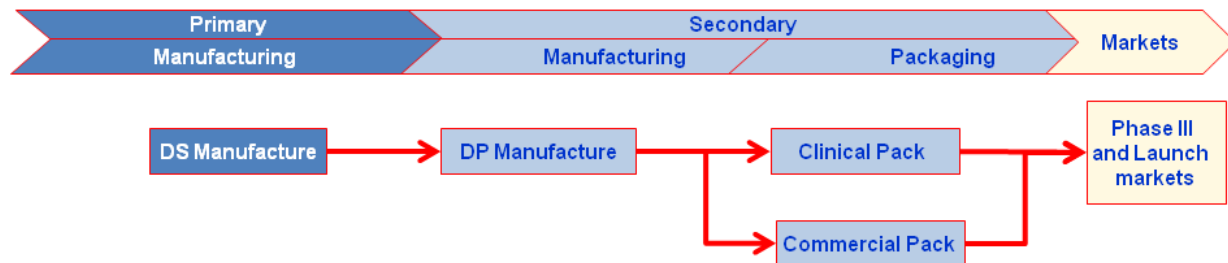 Primary
Secondary
Markets
Manufacturing
Manufacturing
Packaging
DS Manufacture
DP Manufacture
Clinical Pack
Phase III
and Launch
markets
Commercial Pack